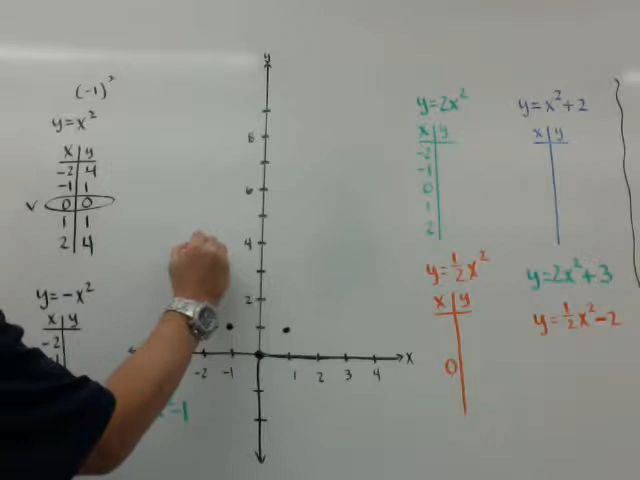 (-1)²
y=x²
x y
-2 4
-1 1
v 0 0
1 1
2 4
y=-x²
x y
-2
²-1
y
8
6
4
2
-2 -1 1 2 3 4 x
y=2x²
x y
-2
-1
0
1
2
y=x²+2
x y
y=½x²
x y
0
y=2x²+3
y=½x²-2